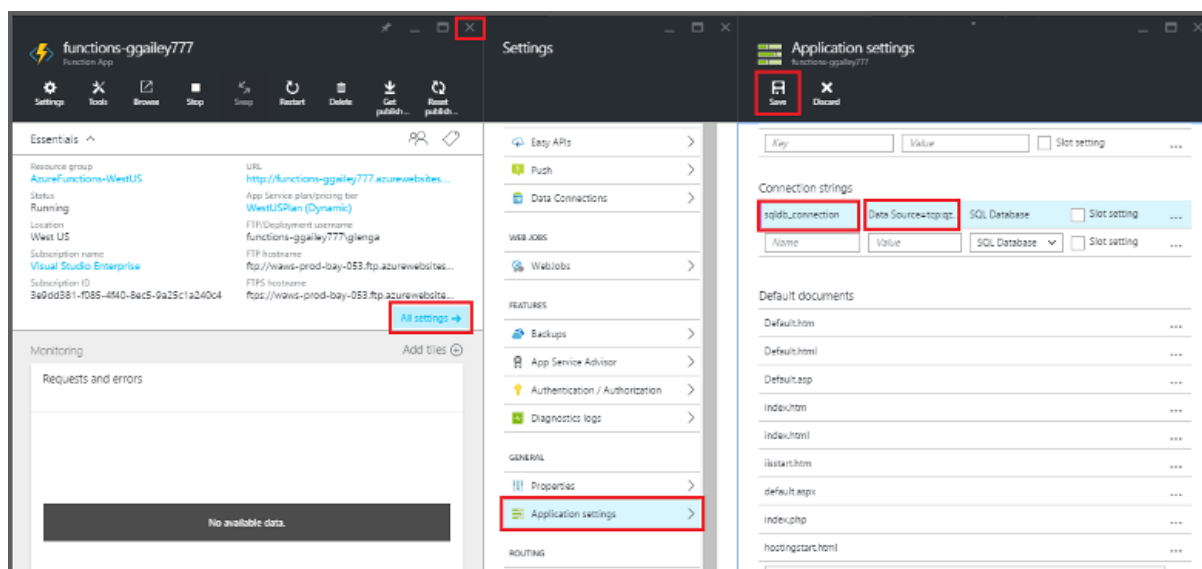 functions-ggailey777
Function App
Settings
Tools
Browse
Stop
Swap
Restart
Delete
Get publish...
Reset publish...
Essentials
Resource group
AzureFunctions-WestUS
Status
Running
Location
West US
Subscription name
Visual Studio Enterprise
Subscription ID
3e9dd381-f085-4f40-8ec5-9a25c1a240c4
URL
http://functions-ggailey777.azurewebsites...
App Service plan/pricing tier
WestUSPlan (Dynamic)
FTP/Deployment username
functions-ggailey777\glenga
FTP hostname
ftp://waws-prod-bay-053.ftp.azurewebsites...
FTPS hostname
ftps://waws-prod-bay-053.ftp.azurewebsite...
All settings
Monitoring
Add tiles
Requests and errors
No available data.
Settings
Easy APIs
Push
Data Connections
WEB JOBS
WebJobs
FEATURES
Backups
App Service Advisor
Authentication / Authorization
Diagnostics logs
GENERAL
Properties
Application settings
ROUTING
Application settings
functions-ggailey777
Save
Discard
Key Value Slot setting ...
Connection strings
sqldb_connection Data Source=tcp:qz. SQL Database Slot setting ...
Name Value SQL Database Slot setting ...
Default documents
Default.htm ...
Default.html ...
Default.asp ...
index.htm ...
index.html ...
iisstart.htm ...
default.aspx ...
index.php ...
hostingstart.html ...